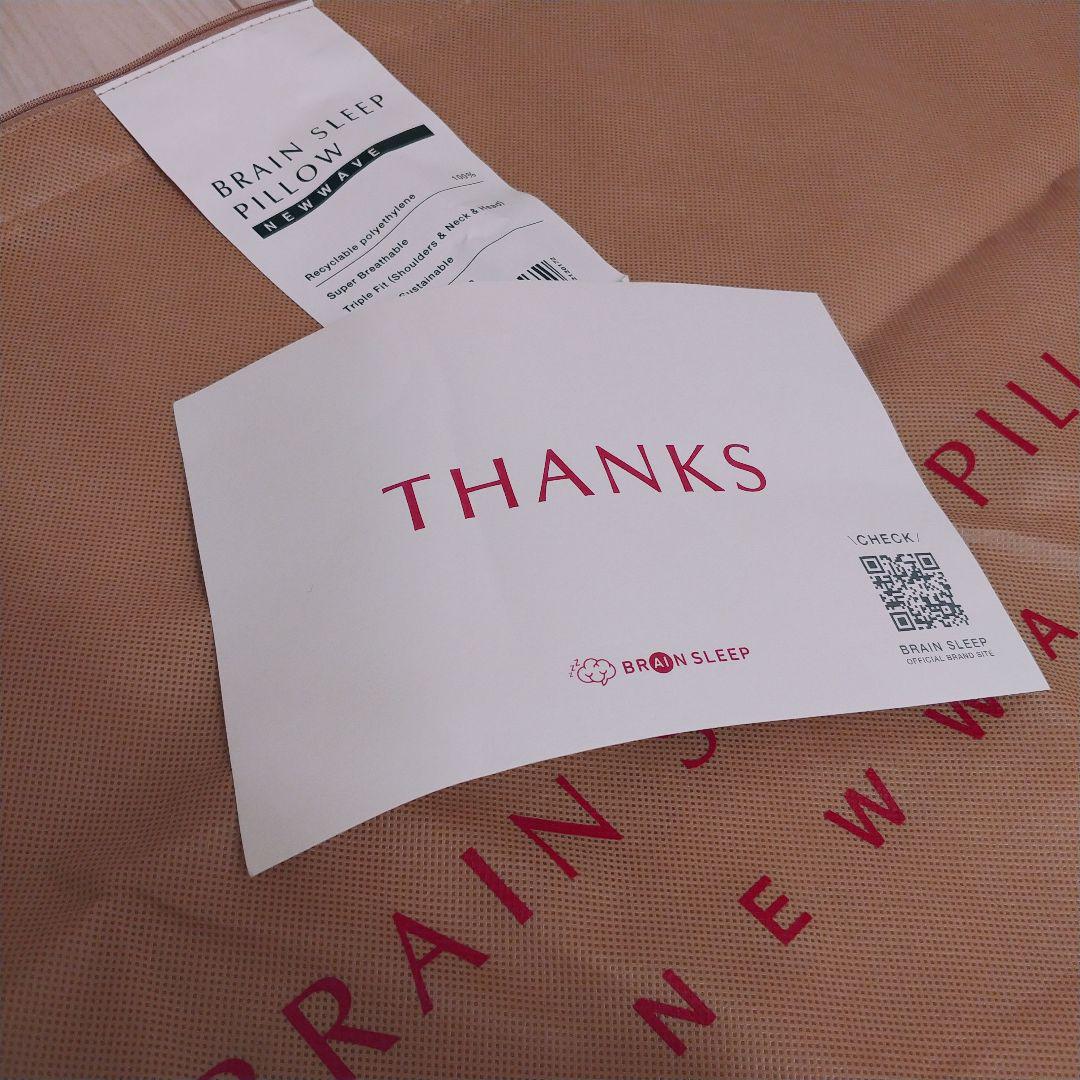 BRAIN SLEEP
PILLOW
NEWWAVE
100%
Recyclable polyethylene
Super Breathable
Triple Fit (Shoulders & Neck & Head)
Sustainable
THANKS
\CHECK/
BRAIN SLEEP
OFFICIAL BRAND SITE
zzz
BRAIN SLEEP
BRAIN S
PILL
NEW WA